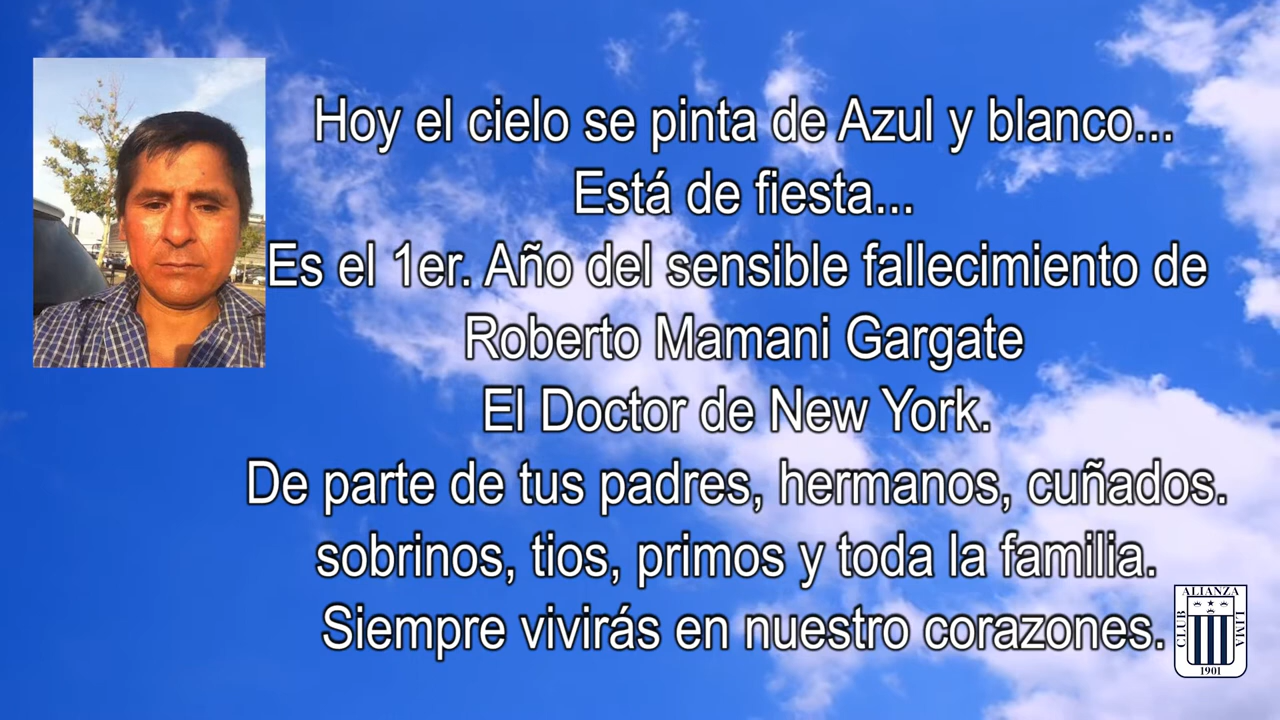 Hoy el cielo se pinta de Azul y blanco...
Está de fiesta...
Es el 1er. Año del sensible fallecimiento de
Roberto Mamani Gargate
El Doctor de New York.
De parte de tus padres, hermanos, cuñados.
sobrinos, tios, primos y toda la familia.
Siempre vivirás en nuestro corazones.
ALIANZA
CLUB
LIMA
1901